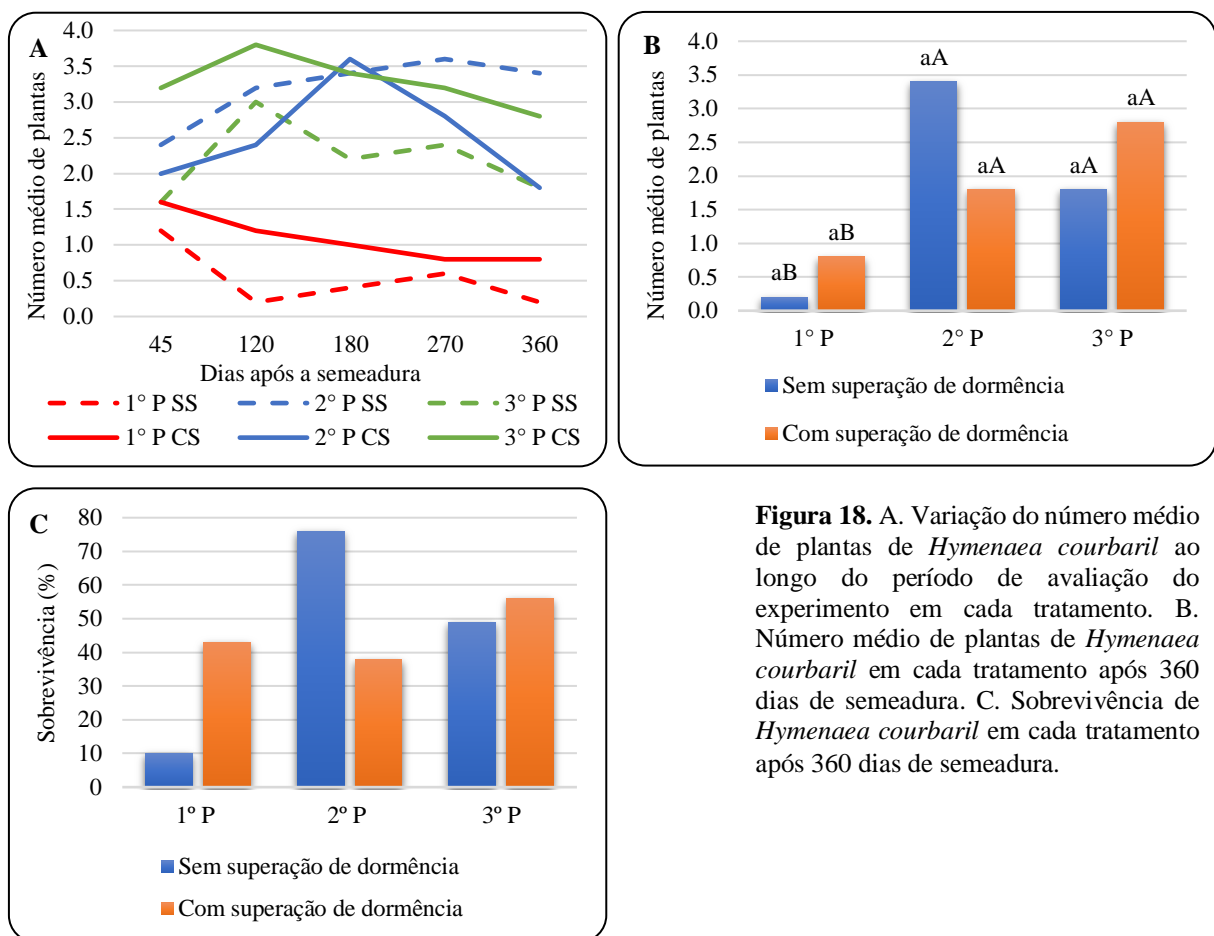 A
Número médio de plantas
4.0
3.5
3.0
2.5
2.0
1.5
1.0
0.5
0.0
45 120 180 270 360
Dias após a semeadura
1° P SS 2° P SS 3° P SS
1° P CS 2° P CS 3° P CS
B
Número médio de plantas
4.0
3.5
3.0
2.5
2.0
1.5
1.0
0.5
0.0
aB aB aA aA aA aA
1° P 2° P 3° P
Sem superação de dormência
Com superação de dormência
C
Sobrevivência (%)
80
70
60
50
40
30
20
10
0
1º P 2º P 3º P
Sem superação de dormência
Com superação de dormência
Figura 18. A. Variação do número médio
de plantas de Hymenaea courbaril ao
longo do período de avaliação do
experimento em cada tratamento. B.
Número médio de plantas de Hymenaea
courbaril em cada tratamento após 360
dias de semeadura. C. Sobrevivência de
Hymenaea courbaril em cada tratamento
após 360 dias de semeadura.